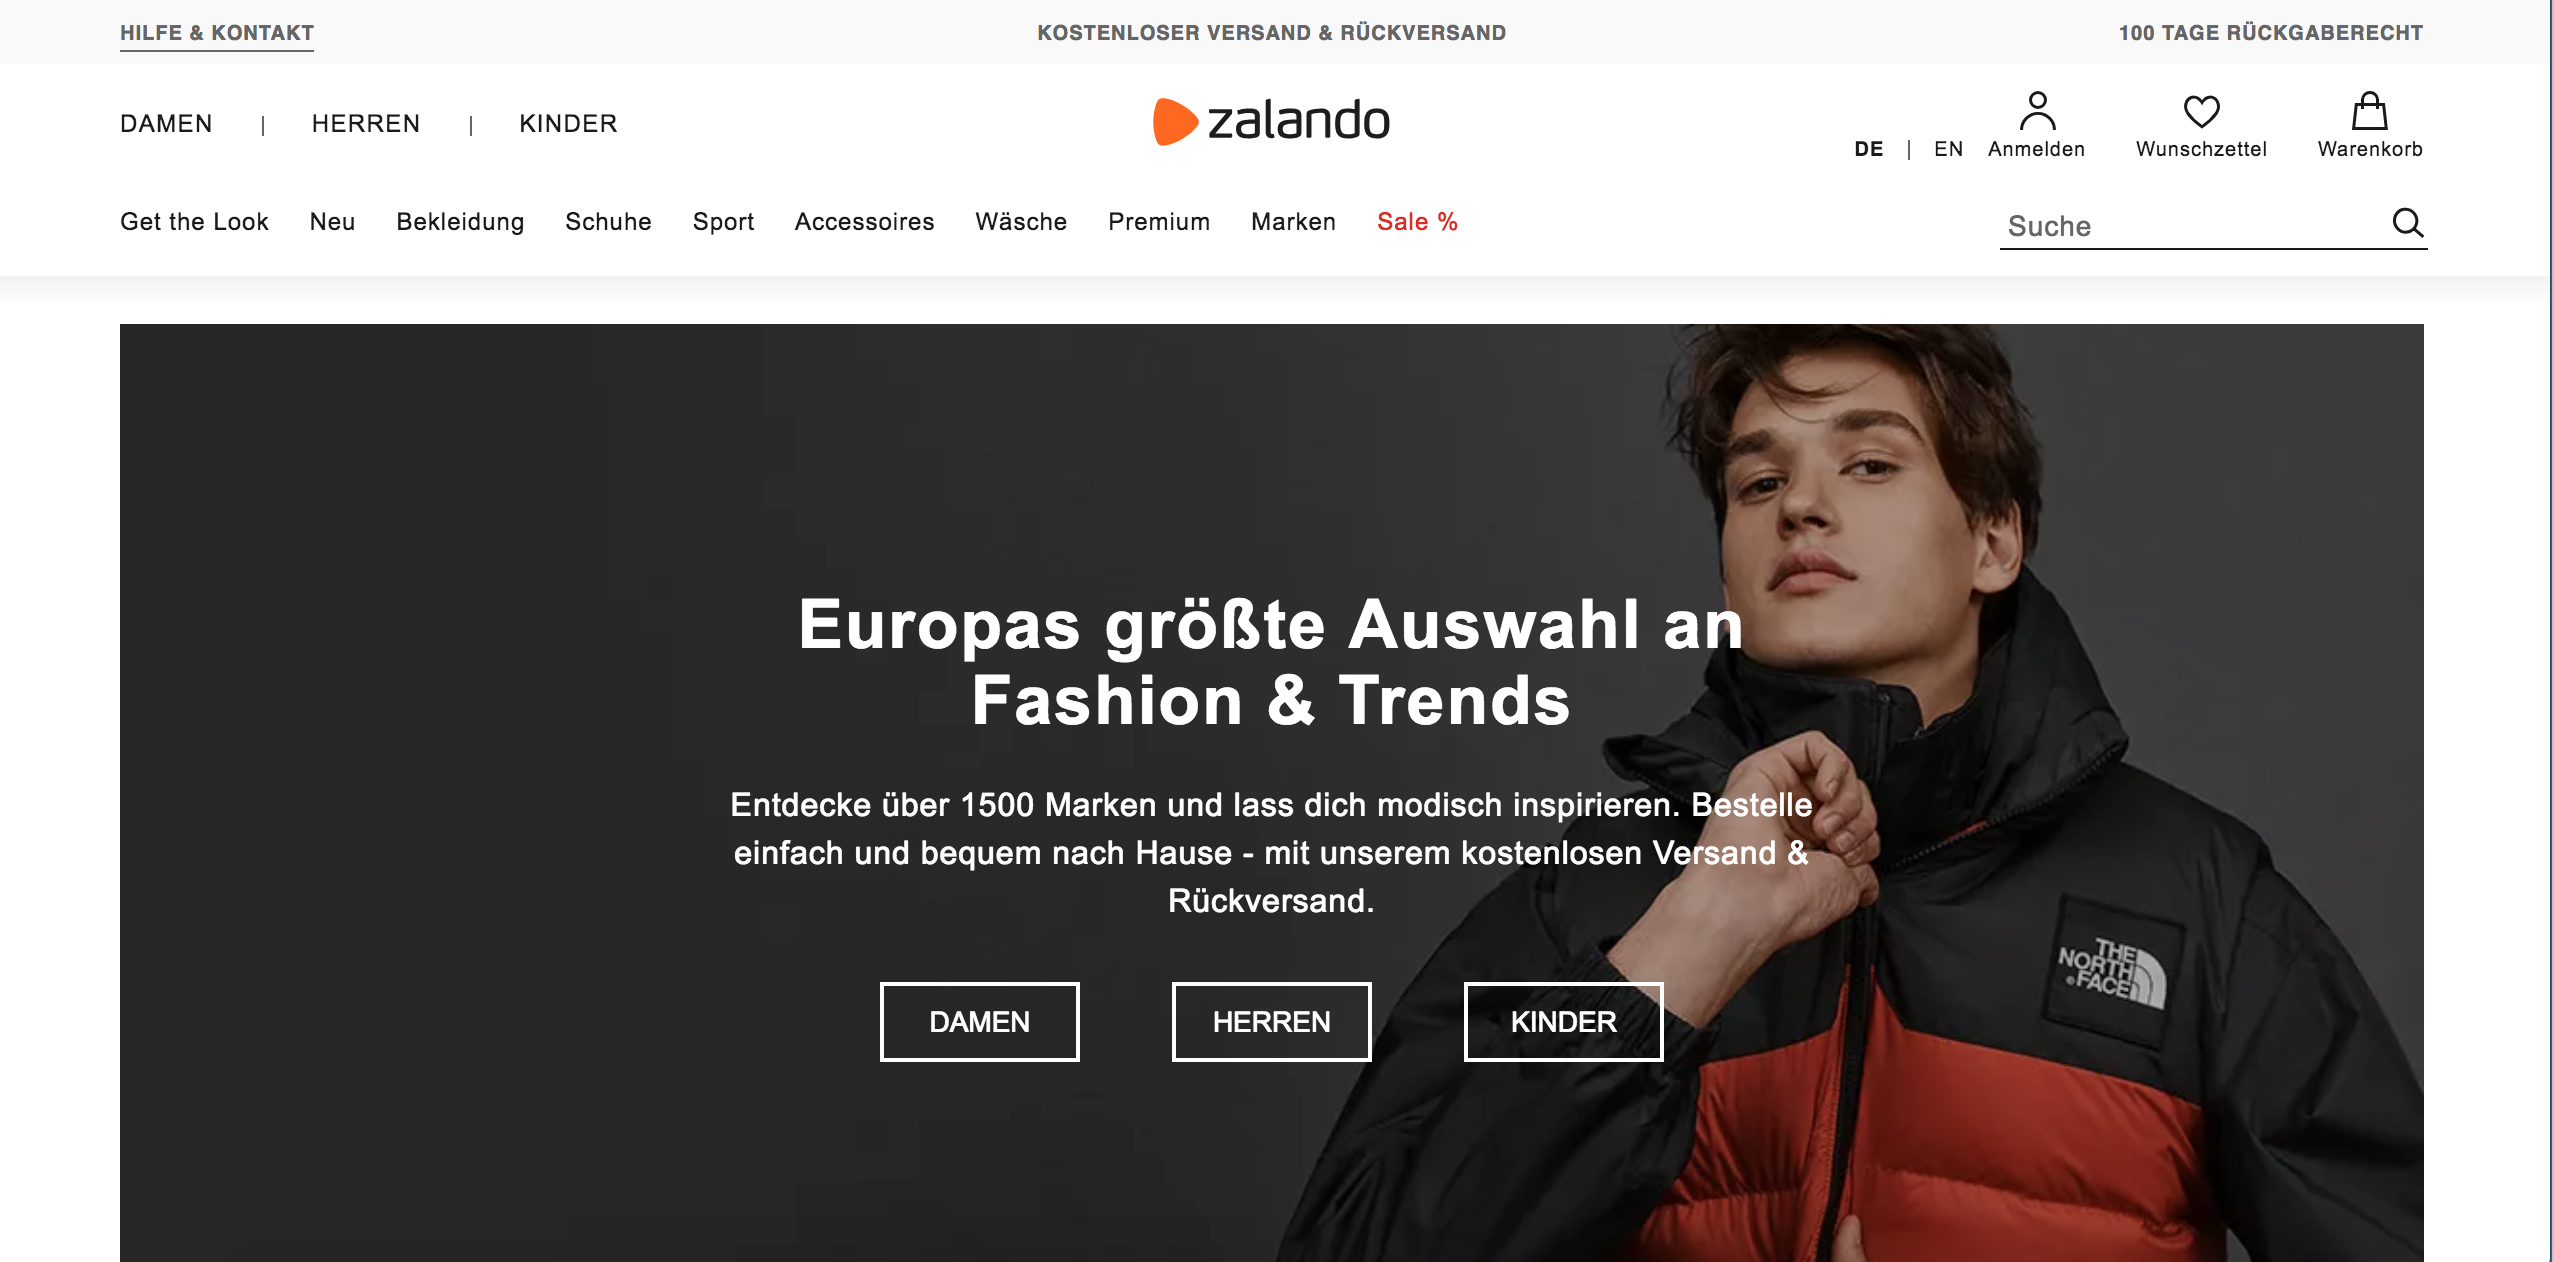 HILFE & KONTAKT
KOSTENLOSER VERSAND & RÜCKVERSAND
100 TAGE RÜCKGABERECHT
DAMEN | HERREN | KINDER
zalando
DE | EN
Anmelden
Wunschzettel
Warenkorb
Get the Look
Neu
Bekleidung
Schuhe
Sport
Accessoires
Wäsche
Premium
Marken
Sale %
Suche
Europas größte Auswahl an
Fashion & Trends
Entdecke über 1500 Marken und lass dich modisch inspirieren. Bestelle
einfach und bequem nach Hause - mit unserem kostenlosen Versand &
Rückversand.
DAMEN
HERREN
KINDER
THE
NORTH
FACE